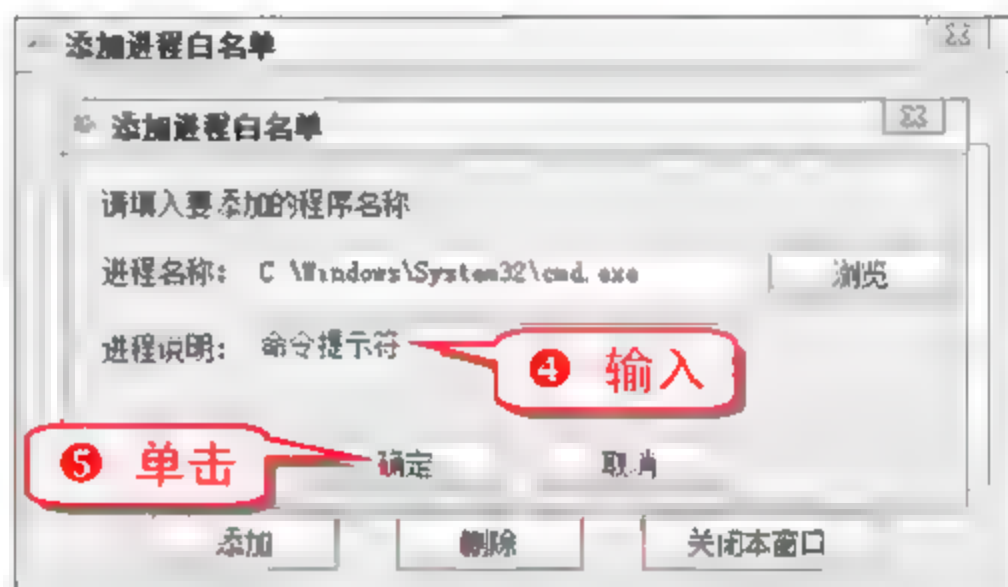 添加进程白名单
添加进程白名单
请填入要添加的程序名称
进程名称： C \Windows\System32\cmd.exe 浏览
进程说明： 命令提示符
❹ 输入
❺ 单击
确定 取消
添加 删除 关闭本窗口